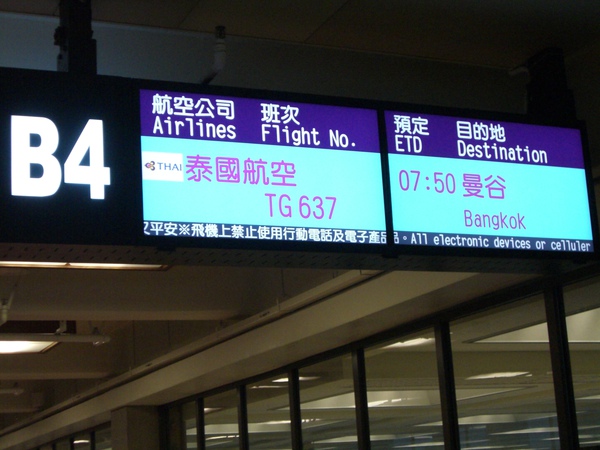 B4
航空公司 班次
Airlines Flight No.
THAI 泰國航空
TG 637
預定 目的地
ETD Destination
07:50 曼谷
Bangkok
平安※飛機上禁止使用行動電話及電子產品。All electronic devices or celluler